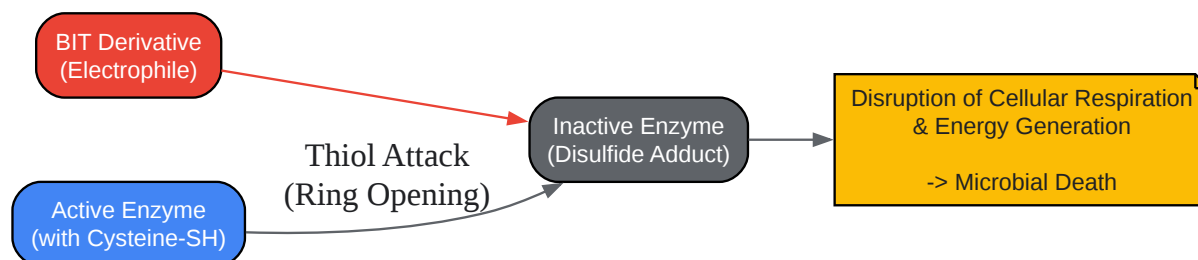 BIT Derivative
(Electrophile)
Thiol Attack
(Ring Opening)
Active Enzyme
(with Cysteine-SH)
Inactive Enzyme
(Disulfide Adduct)
Disruption of Cellular Respiration
& Energy Generation
-> Microbial Death